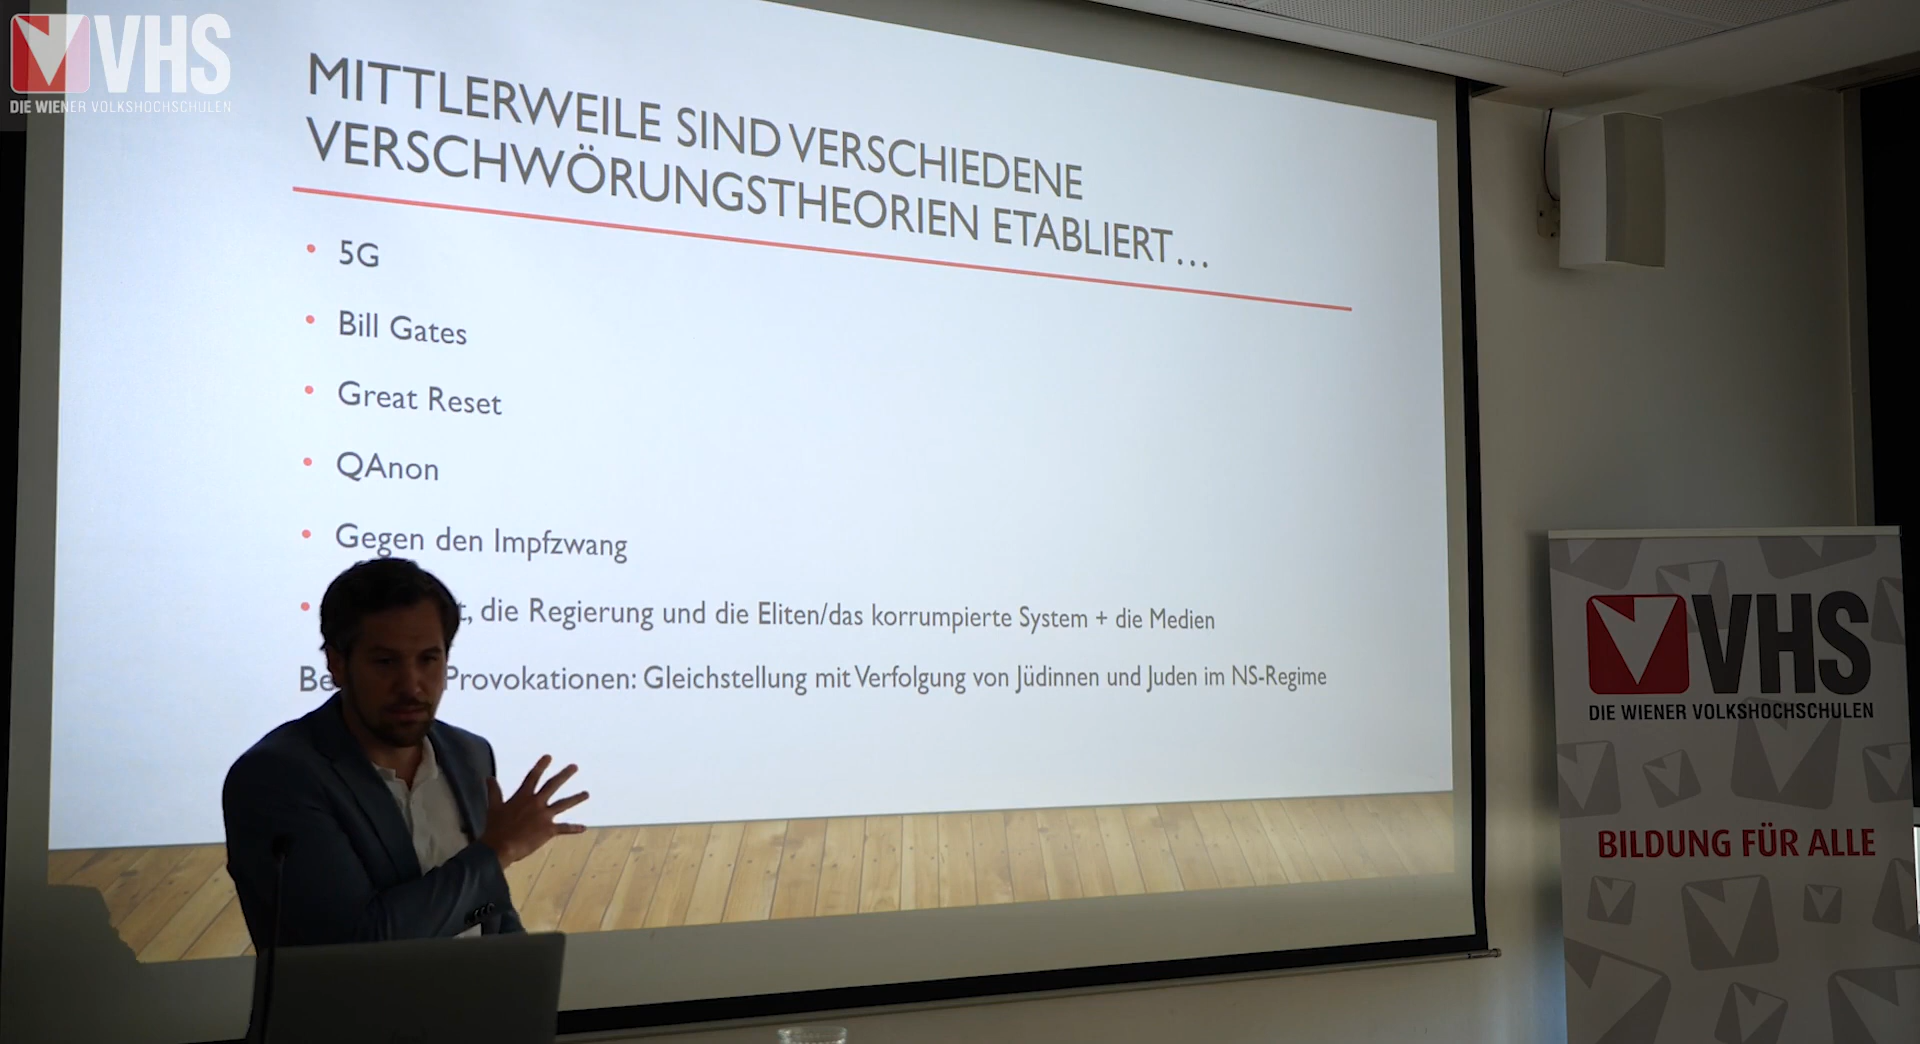 VHS
DIE WIENER VOLKSHOCHSCHULEN
MITTLERWEILE SIND VERSCHIEDENE
VERSCHWÖRUNGSTHEORIEN ETABLIERT…
• 5G
• Bill Gates
• Great Reset
• QAnon
• Gegen den Impfzwang
• , die Regierung und die Eliten/das korrumpierte System + die Medien
Provokationen: Gleichstellung mit Verfolgung von Jüdinnen und Juden im NS-Regime
VHS
DIE WIENER VOLKSHOCHSCHULEN
BILDUNG FÜR ALLE